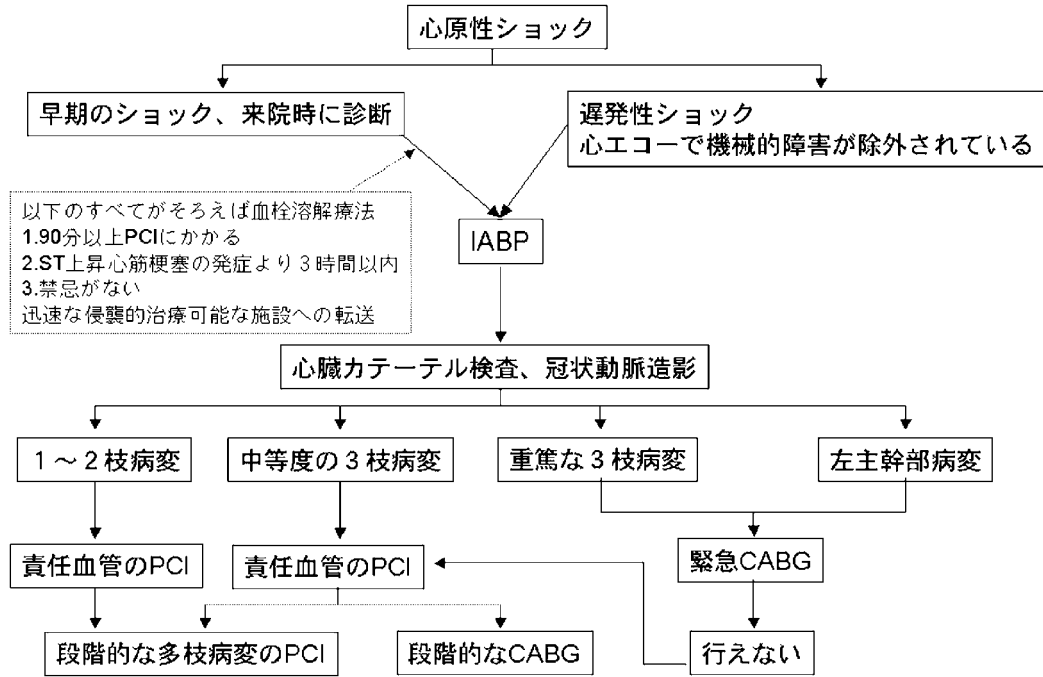 心原性ショック
早期のショック、来院時に診断
遅発性ショック
心エコーで機械的障害が除外されている
以下のすべてがそろえば血栓溶解療法
1.90分以上PCIにかかる
2.ST上昇心筋梗塞の発症より３時間以内
3.禁忌がない
迅速な侵襲的治療可能な施設への転送
IABP
心臓カテーテル検査、冠状動脈造影
１～２枝病変
中等度の３枝病変
重篤な３枝病変
左主幹部病変
責任血管のPCI
責任血管のPCI
緊急CABG
段階的な多枝病変のPCI
段階的なCABG
行えない